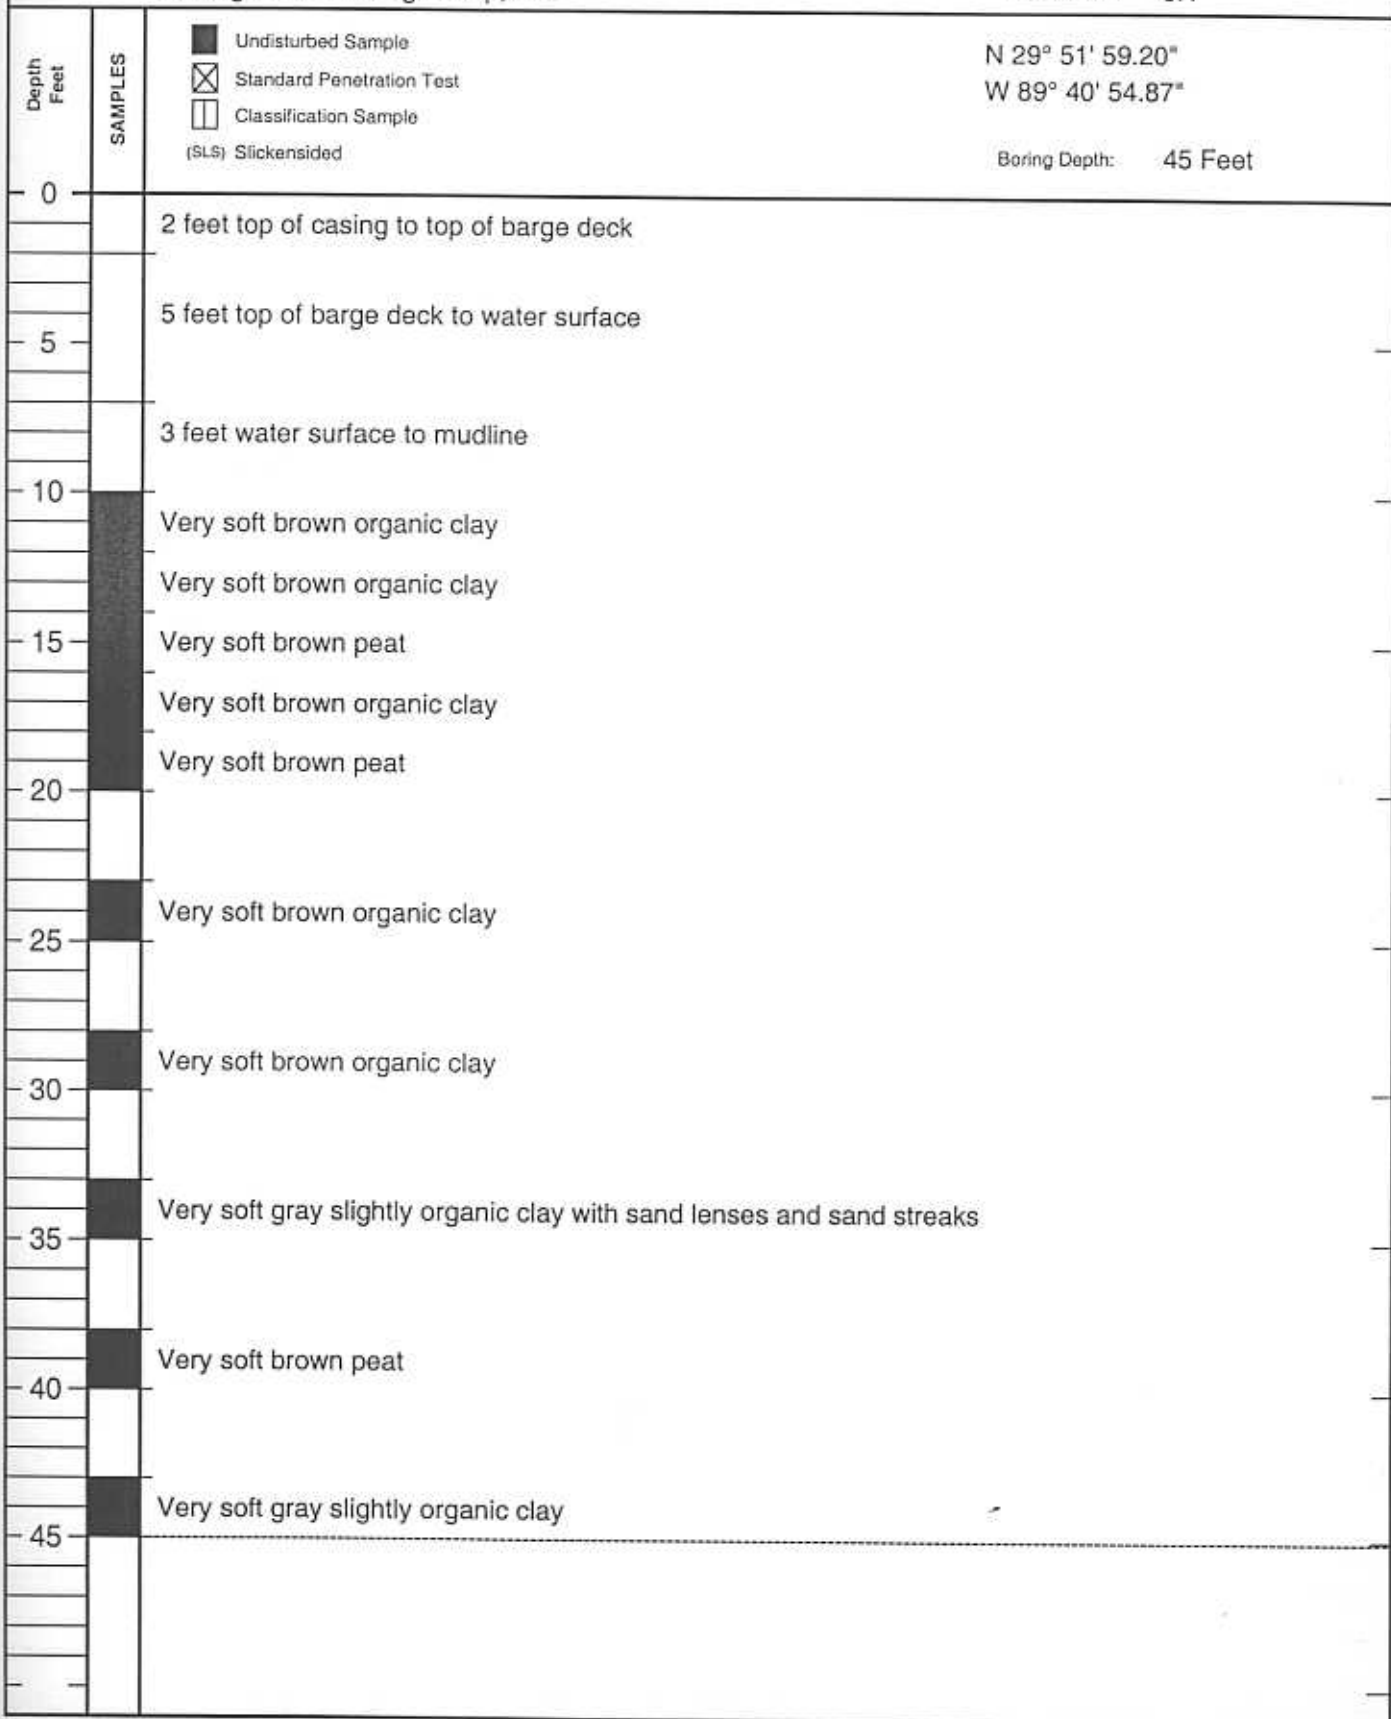 Depth
Feet
SAMPLES
Undisturbed Sample
Standard Penetration Test
Classification Sample
(SLS) Slickensided
N 29° 51' 59.20"
W 89° 40' 54.87"
Boring Depth: 45 Feet
0
2 feet top of casing to top of barge deck
5 feet top of barge deck to water surface
5
3 feet water surface to mudline
10
Very soft brown organic clay
Very soft brown organic clay
15
Very soft brown peat
Very soft brown organic clay
Very soft brown peat
20
Very soft brown organic clay
25
Very soft brown organic clay
30
Very soft gray slightly organic clay with sand lenses and sand streaks
35
Very soft brown peat
40
Very soft gray slightly organic clay
45